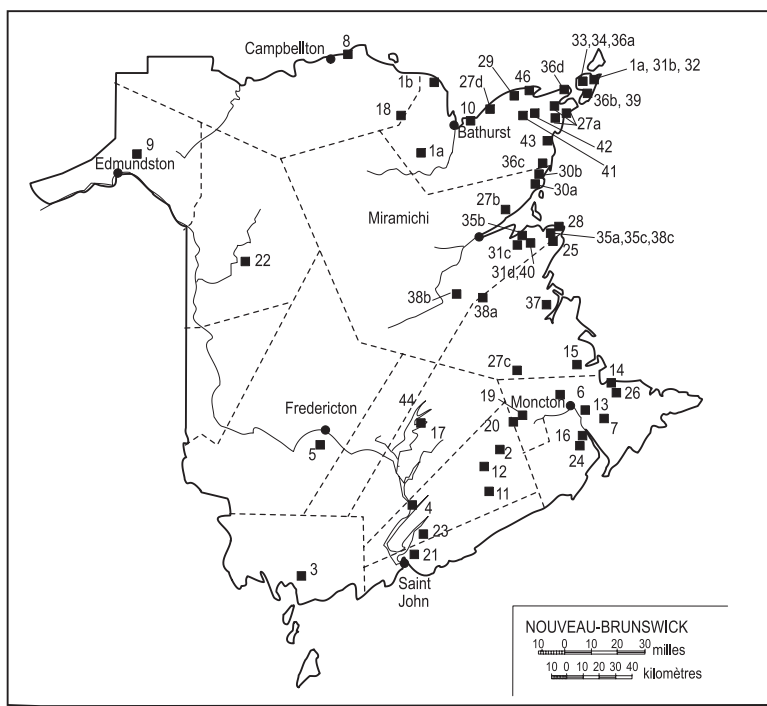 Campbellton
8
33,34,36a
29
46
36d
1a, 31b, 32
1b
27d
18
10
36b, 39
Bathurst
27a
9
1a
42
43
41
Edmundston
36c
30b
30a
27b
Miramichi
28
35b
35a,35c,38c
31c
25
22
31d,40
38b
38a
37
27c
15
14
44
6
Fredericton
19
Moncton
26
17
13
20
7
5
16
2
24
12
11
4
23
3
21
Saint
John
NOUVEAU-BRUNSWICK
10 0 10 20 30
milles
10 0 10 20 30 40
kilomètres